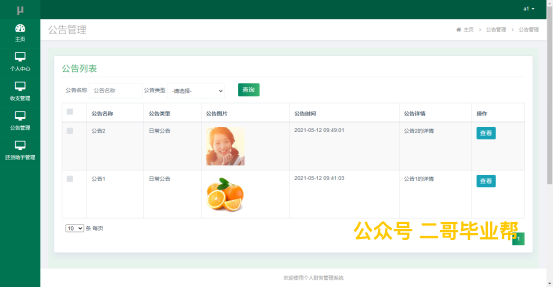 μ
a1
公告管理
主页 > 公告管理 > 公告管理
主页
个人中心
收支管理
公告管理
贷贷助手管理
公告列表
公告名称 公告名称 公告类型 -请选择- 查询
公告名称 公告类型 公告图片 公告时间 公告详情 操作
公告2 日常公告 2021-05-12 09:49:01 公告2的详情 查看
公告1 日常公告 2021-05-12 09:41:03 公告1的详情 查看
10 条 每页
公众号 二哥毕业帮
1
欢迎使用个人财务管理系统